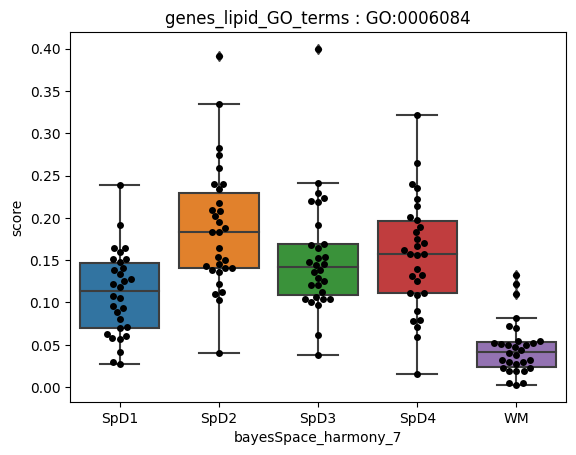 genes_lipid_GO_terms : GO:0006084
0.40
0.35
0.30
0.25
0.20
0.15
0.10
0.05
0.00
score
SpD1 SpD2 SpD3 SpD4 WM
bayesSpace_harmony_7